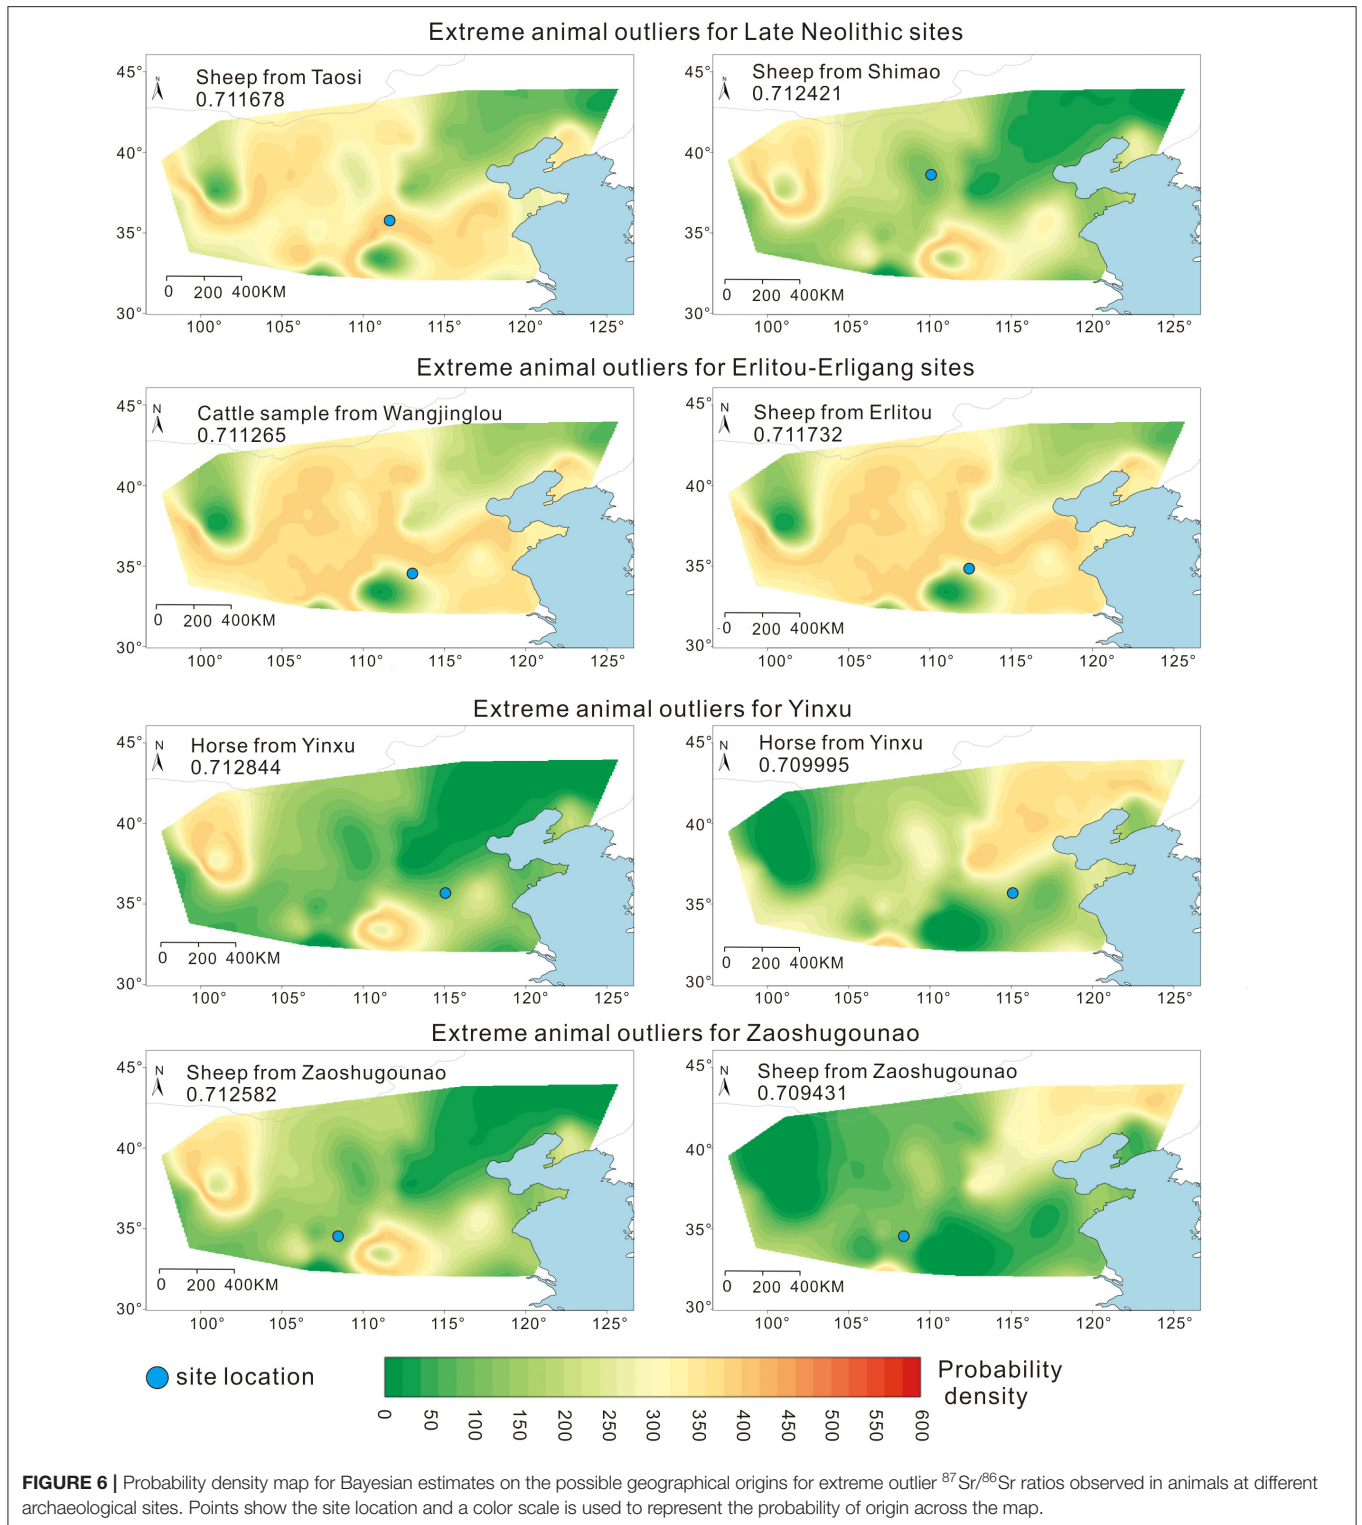 Extreme animal outliers for Late Neolithic sites
N
Sheep from Taosi
0.711678
45°
40°
35°
30°
0 200 400KM
100° 105° 110° 115° 120° 125°
N
Sheep from Shimao
0.712421
45°
40°
35°
30°
0 200 400KM
100° 105° 110° 115° 120° 125°
Extreme animal outliers for Erlitou-Erligang sites
N
Cattle sample from Wangjinglou
0.711265
45°
40°
35°
30°
0 200 400KM
100° 105° 110° 115° 120° 125°
N
Sheep from Erlitou
0.711732
45°
40°
35°
30°
0 200 400KM
100° 105° 110° 115° 120° 125°
Extreme animal outliers for Yinxu
N
Horse from Yinxu
0.712844
45°
40°
35°
30°
0 200 400KM
100° 105° 110° 115° 120° 125°
N
Horse from Yinxu
0.709995
45°
40°
35°
30°
0 200 400KM
100° 105° 110° 115° 120° 125°
Extreme animal outliers for Zaoshugounao
N
Sheep from Zaoshugounao
0.712582
45°
40°
35°
30°
0 200 400KM
100° 105° 110° 115° 120° 125°
N
Sheep from Zaoshugounao
0.709431
45°
40°
35°
30°
0 200 400KM
100° 105° 110° 115° 120° 125°
site location
Probability
density
0 50 100 150 200 250 300 350 400 450 500 550 600
FIGURE 6 | Probability density map for Bayesian estimates on the possible geographical origins for extreme outlier ⁸⁷Sr/⁸⁶Sr ratios observed in animals at different
archaeological sites. Points show the site location and a color scale is used to represent the probability of origin across the map.